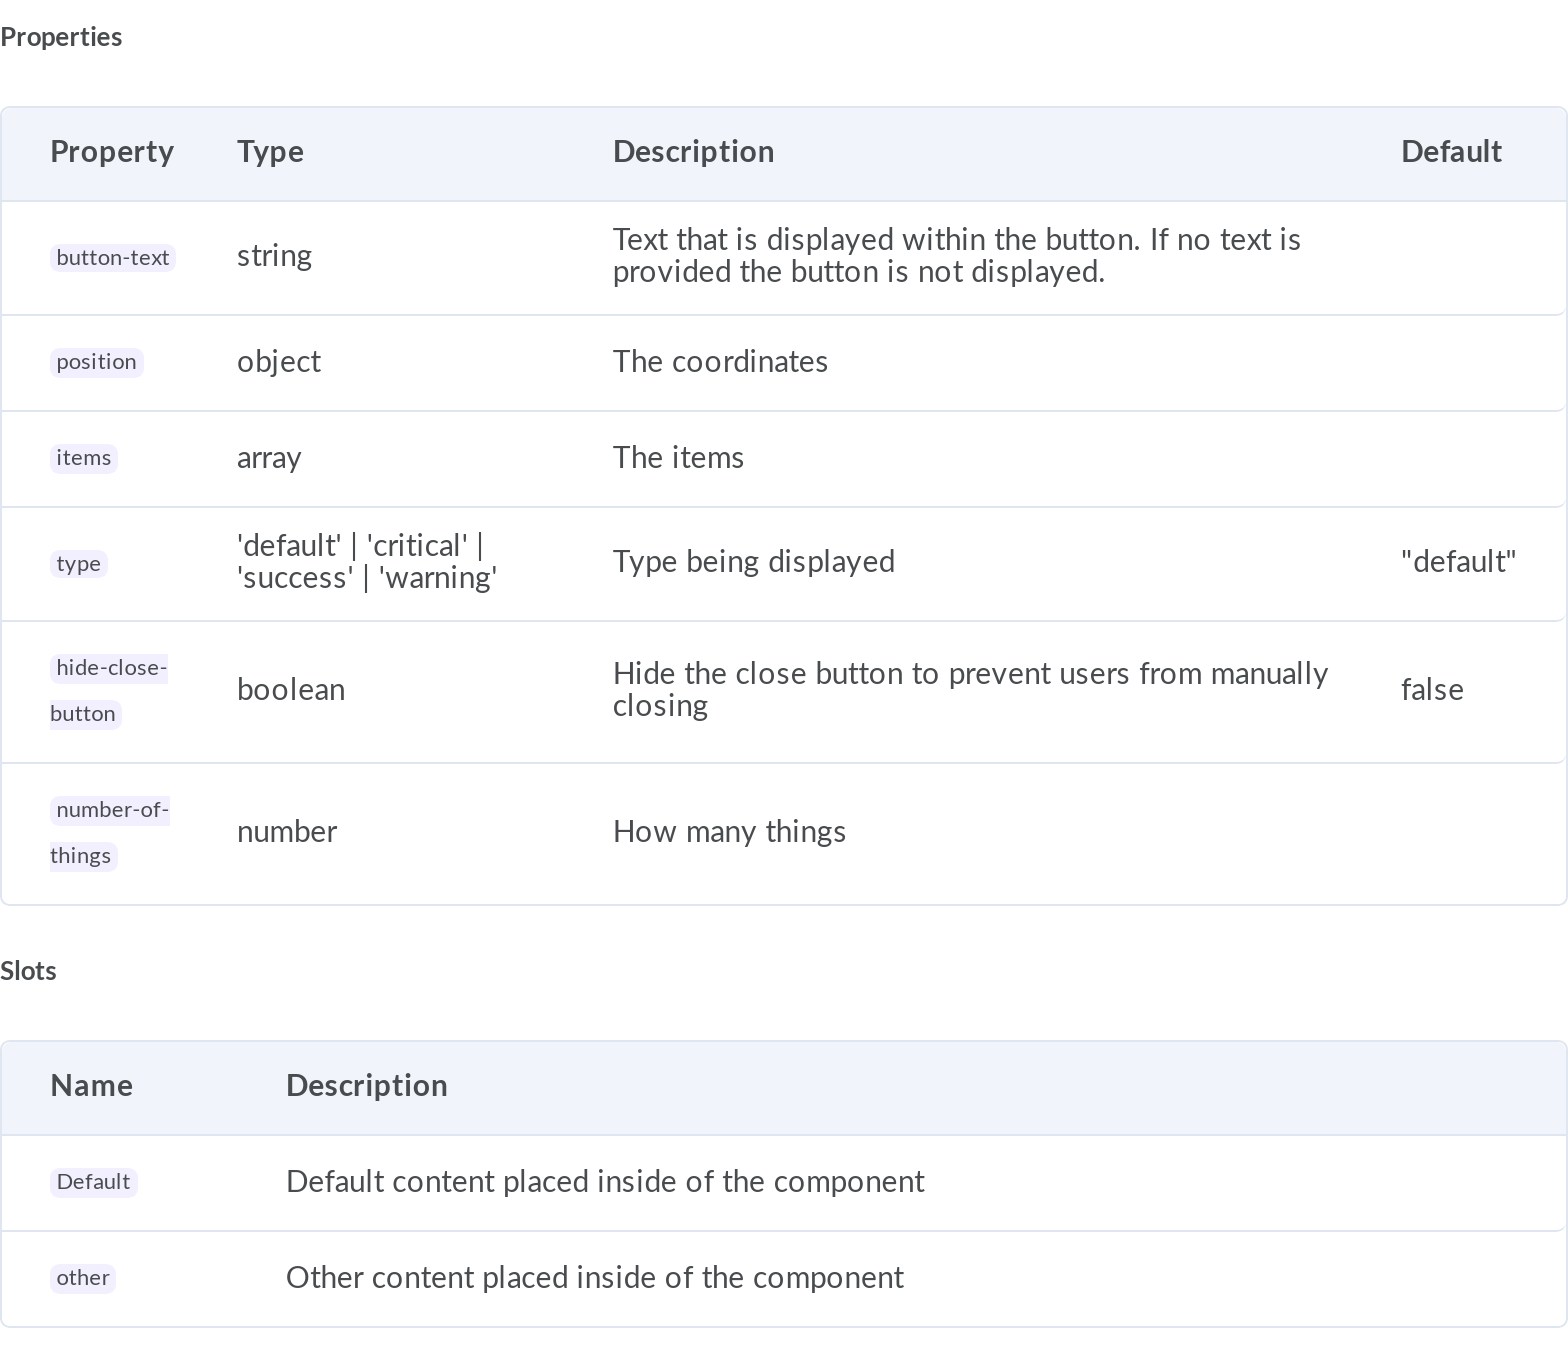 Properties
Property Type Description Default
button-text string Text that is displayed within the button. If no text is
provided the button is not displayed.
position object The coordinates
items array The items
type 'default' | 'critical' |
'success' | 'warning' Type being displayed "default"
hide-close-
button boolean Hide the close button to prevent users from manually
closing false
number-of-
things number How many things
Slots
Name Description
Default Default content placed inside of the component
other Other content placed inside of the component